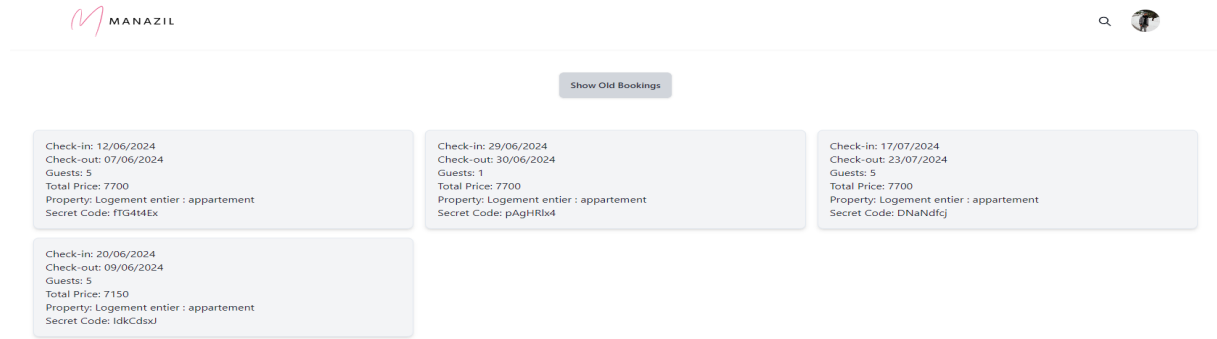 MANAZIL
Show Old Bookings
Check-in: 12/06/2024
Check-out: 07/06/2024
Guests: 5
Total Price: 7700
Property: Logement entier : appartement
Secret Code: fTG4t4Ex
Check-in: 29/06/2024
Check-out: 30/06/2024
Guests: 1
Total Price: 7700
Property: Logement entier : appartement
Secret Code: pAgHRlx4
Check-in: 17/07/2024
Check-out: 23/07/2024
Guests: 5
Total Price: 7700
Property: Logement entier : appartement
Secret Code: DNaNdfcj
Check-in: 20/06/2024
Check-out: 09/06/2024
Guests: 5
Total Price: 7150
Property: Logement entier : appartement
Secret Code: IdkCdsxJ